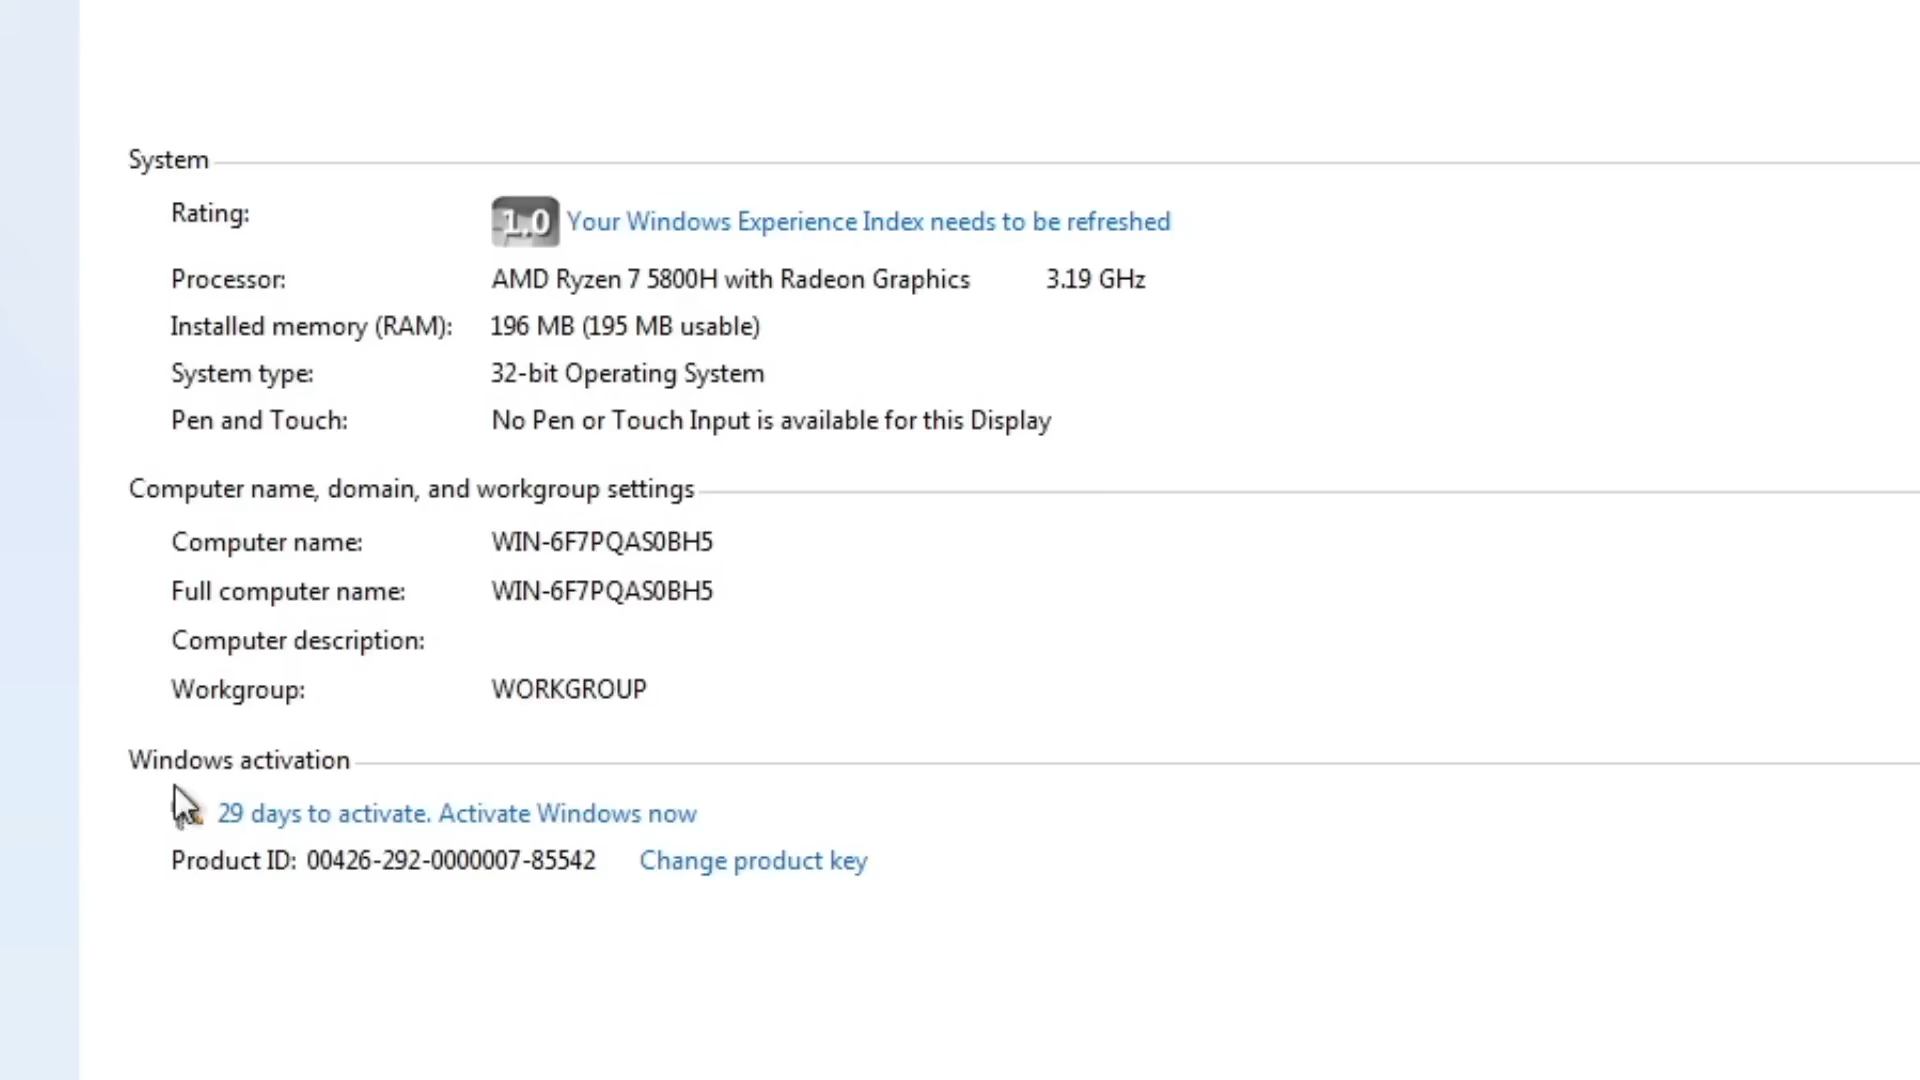 System
Rating: 1.0 Your Windows Experience Index needs to be refreshed
Processor: AMD Ryzen 7 5800H with Radeon Graphics 3.19 GHz
Installed memory (RAM): 196 MB (195 MB usable)
System type: 32-bit Operating System
Pen and Touch: No Pen or Touch Input is available for this Display
Computer name, domain, and workgroup settings
Computer name: WIN-6F7PQAS0BH5
Full computer name: WIN-6F7PQAS0BH5
Computer description:
Workgroup: WORKGROUP
Windows activation
29 days to activate. Activate Windows now
Product ID: 00426-292-0000007-85542 Change product key